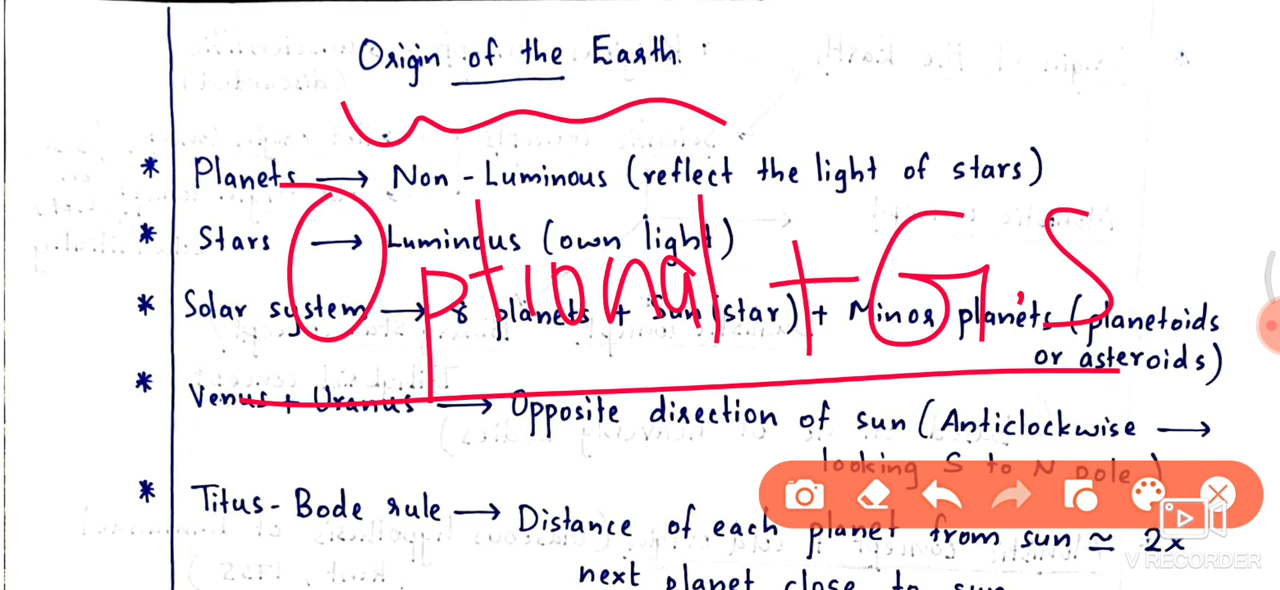 Origin of the Earth :
* Planets → Non - Luminous (reflect the light of stars)
* Stars → Luminous (own light)
Optional + GS
* Solar system → 8 planets + Sun (star) + Minor planets (planetoids
or asteroids)
* Venus + Uranus → Opposite direction of sun (Anticlockwise →
looking S to N pole)
* Titus - Bode rule → Distance of each planet from sun ≃ 2x
next planet close to sun
V RECORDER